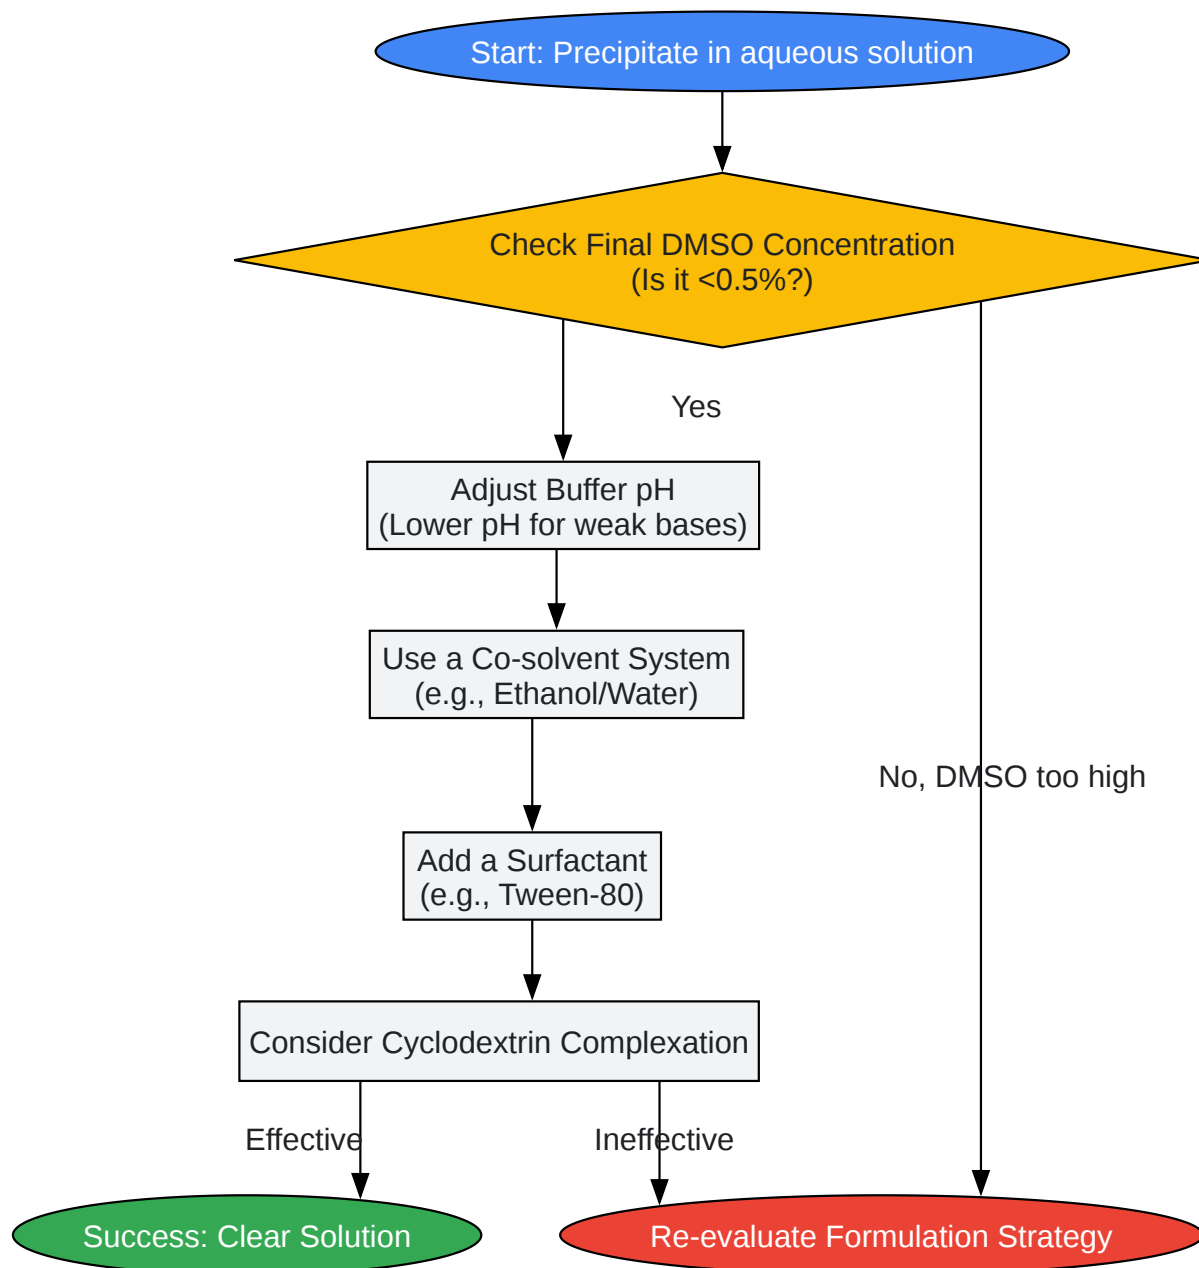 Start: Precipitate in aqueous solution
Check Final DMSO Concentration
(Is it <0.5%?)
Yes
Adjust Buffer pH
(Lower pH for weak bases)
Use a Co-solvent System
(e.g., Ethanol/Water)
No, DMSO too high
Add a Surfactant
(e.g., Tween-80)
Consider Cyclodextrin Complexation
Effective
Ineffective
Success: Clear Solution
Re-evaluate Formulation Strategy